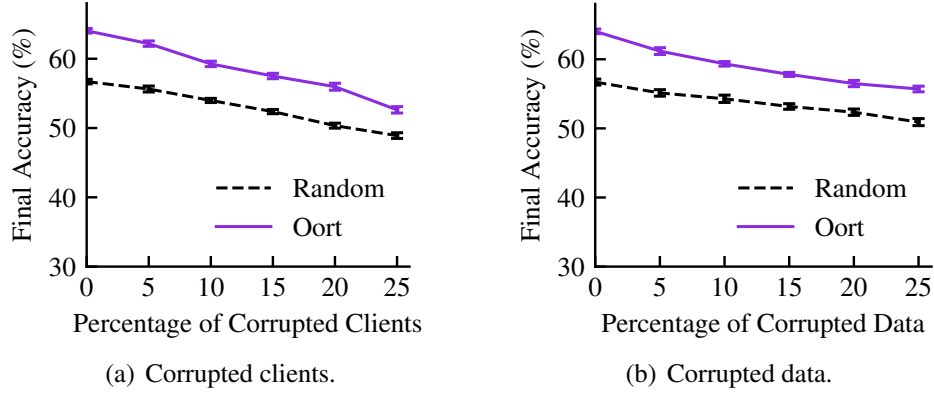 Final Accuracy (%)
60
50
40
30
Random
Oort
0 5 10 15 20 25
Percentage of Corrupted Clients
(a) Corrupted clients.
Final Accuracy (%)
60
50
40
30
Random
Oort
0 5 10 15 20 25
Percentage of Corrupted Data
(b) Corrupted data.